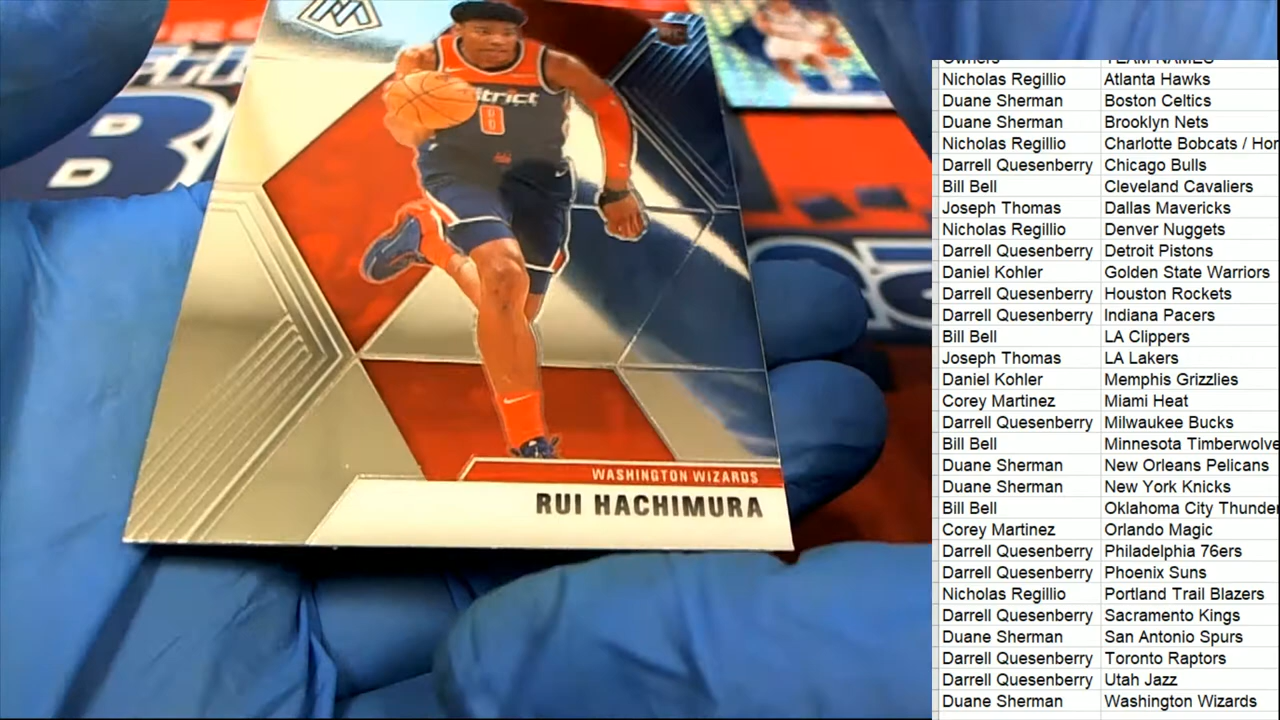 RC
district
8
WASHINGTON WIZARDS
RUI HACHIMURA
Owners TEAM NAMES
Nicholas Regillio Atlanta Hawks
Duane Sherman Boston Celtics
Duane Sherman Brooklyn Nets
Nicholas Regillio Charlotte Bobcats / Hor
Darrell Quesenberry Chicago Bulls
Bill Bell Cleveland Cavaliers
Joseph Thomas Dallas Mavericks
Nicholas Regillio Denver Nuggets
Darrell Quesenberry Detroit Pistons
Daniel Kohler Golden State Warriors
Darrell Quesenberry Houston Rockets
Darrell Quesenberry Indiana Pacers
Bill Bell LA Clippers
Joseph Thomas LA Lakers
Daniel Kohler Memphis Grizzlies
Corey Martinez Miami Heat
Darrell Quesenberry Milwaukee Bucks
Bill Bell Minnesota Timberwolve
Duane Sherman New Orleans Pelicans
Duane Sherman New York Knicks
Bill Bell Oklahoma City Thunder
Corey Martinez Orlando Magic
Darrell Quesenberry Philadelphia 76ers
Darrell Quesenberry Phoenix Suns
Nicholas Regillio Portland Trail Blazers
Darrell Quesenberry Sacramento Kings
Duane Sherman San Antonio Spurs
Darrell Quesenberry Toronto Raptors
Darrell Quesenberry Utah Jazz
Duane Sherman Washington Wizards